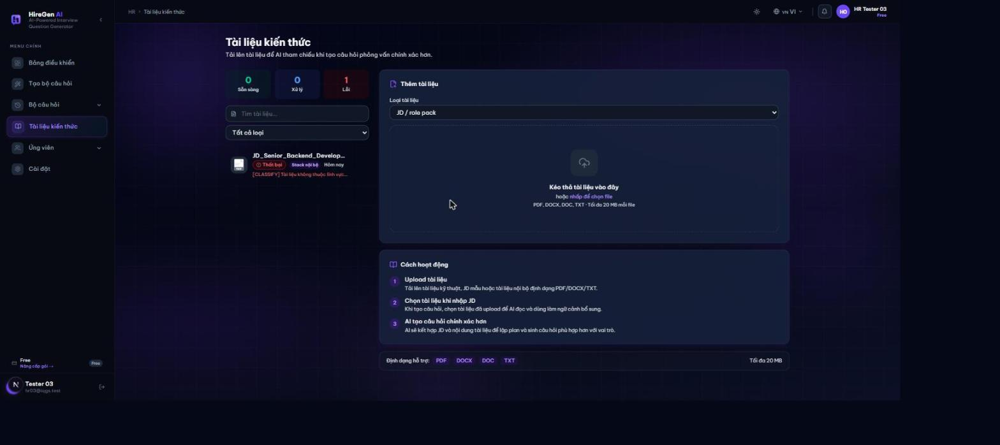 HireGen AI
AI-Powered Interview
Question Generator
MENU CHÍNH
Bảng điều khiển
Tạo bộ câu hỏi
Bộ câu hỏi
Tài liệu kiến thức
Ứng viên
Cài đặt
Free
Nâng cấp gói →
Free
N
Tester 03
hr03@iqgs.test
HR › Tài liệu kiến thức
VN VI
H0
HR Tester 03
Free
Tài liệu kiến thức
Tải lên tài liệu để AI tham chiếu khi tạo câu hỏi phỏng vấn chính xác hơn.
0
Sẵn sàng
0
Xử lý
1
Lỗi
Tìm tài liệu...
Tất cả loại
JD_Senior_Backend_Develop...
Thất bại
Stack nội bộ
Hôm nay
[CLASSIFY] Tài liệu không thuộc lĩnh vực...
Thêm tài liệu
Loại tài liệu
JD / role pack
Kéo thả tài liệu vào đây
hoặc nhấp để chọn file
PDF, DOCX, DOC, TXT · Tối đa 20 MB mỗi file
Cách hoạt động
1
Upload tài liệu
Tải lên tài liệu kỹ thuật, JD mẫu hoặc tài liệu nội bộ định dạng PDF/DOCX/TXT.
2
Chọn tài liệu khi nhập JD
Khi tạo câu hỏi, chọn tài liệu đã upload để AI đọc và dùng làm ngữ cảnh bổ sung.
3
AI tạo câu hỏi chính xác hơn
AI sẽ kết hợp JD và nội dung tài liệu để lập plan và sinh câu hỏi phù hợp hơn với vai trò.
Định dạng hỗ trợ: PDF DOCX DOC TXT
Tối đa 20 MB